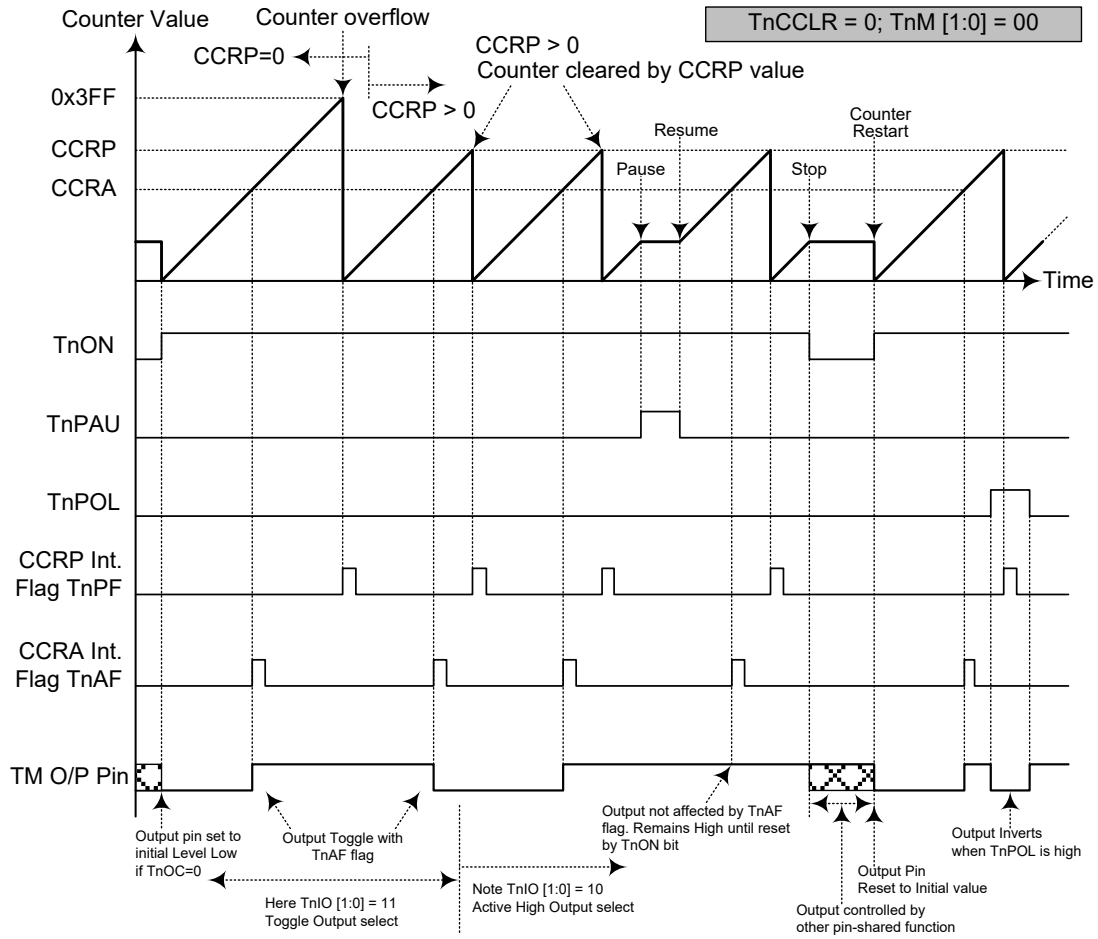 Counter Value
Counter overflow
TnCCLR = 0; TnM [1:0] = 00
CCRP=0
CCRP > 0
CCRP > 0
Counter cleared by CCRP value
0x3FF
CCRP
CCRA
Pause
Resume
Stop
Counter
Restart
Time
TnON
TnPAU
TnPOL
CCRP Int.
Flag TnPF
CCRA Int.
Flag TnAF
TM O/P Pin
Output pin set to
initial Level Low
if TnOC=0
Output Toggle with
TnAF flag
Here TnIO [1:0] = 11
Toggle Output select
Note TnIO [1:0] = 10
Active High Output select
Output not affected by TnAF
flag. Remains High until reset
by TnON bit
Output controlled by
other pin-shared function
Output Pin
Reset to Initial value
Output Inverts
when TnPOL is high